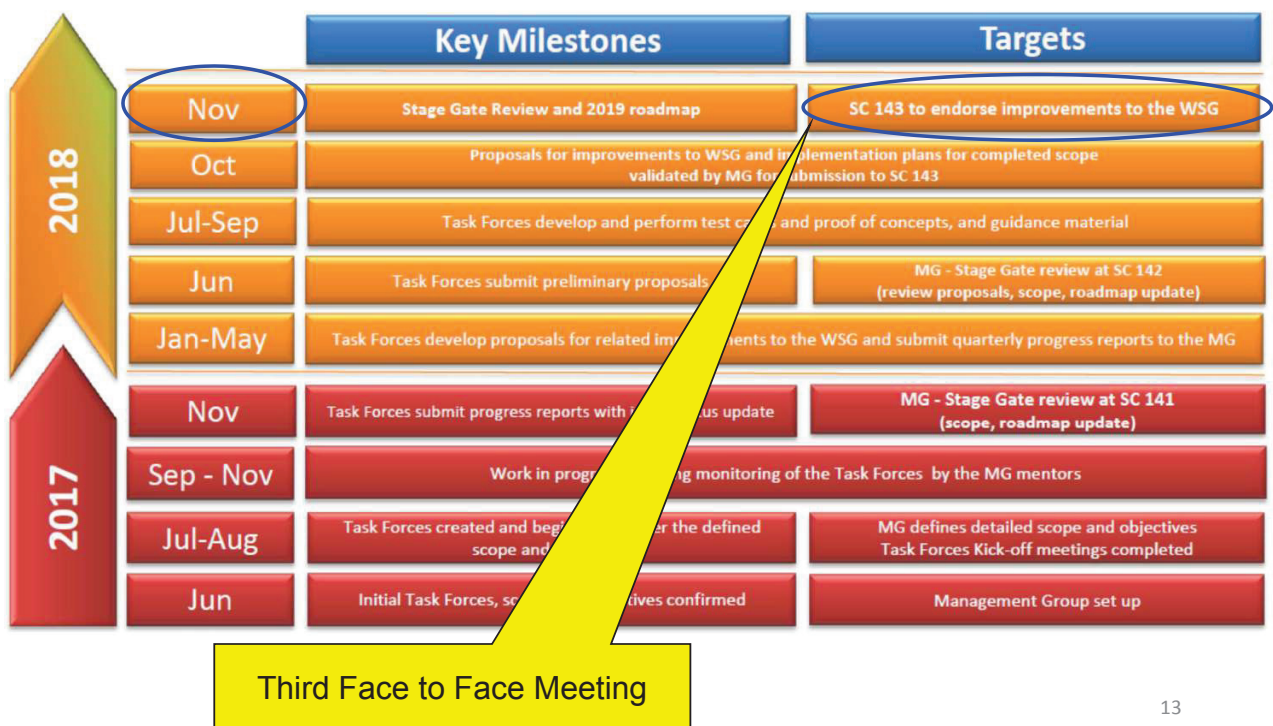 Key Milestones
Targets
2018
Nov
Stage Gate Review and 2019 roadmap
SC 143 to endorse improvements to the WSG
Oct
Proposals for improvements to WSG and implementation plans for completed scope
validated by MG for submission to SC 143
Jul-Sep
Task Forces develop and perform test and proof of concepts, and guidance material
Jun
Task Forces submit preliminary proposals
MG - Stage Gate review at SC 142
(review proposals, scope, roadmap update)
Jan-May
Task Forces develop proposals for related to the WSG and submit quarterly progress reports to the MG
2017
Nov
Task Forces submit progress reports with update
MG - Stage Gate review at SC 141
(scope, roadmap update)
Sep - Nov
Work in monitoring of the Task Forces by the MG mentors
Jul-Aug
Task Forces created and the defined
scope and
MG defines detailed scope and objectives
Task Forces Kick-off meetings completed
Jun
Initial Task Forces, confirmed
Management Group set up
Third Face to Face Meeting
13